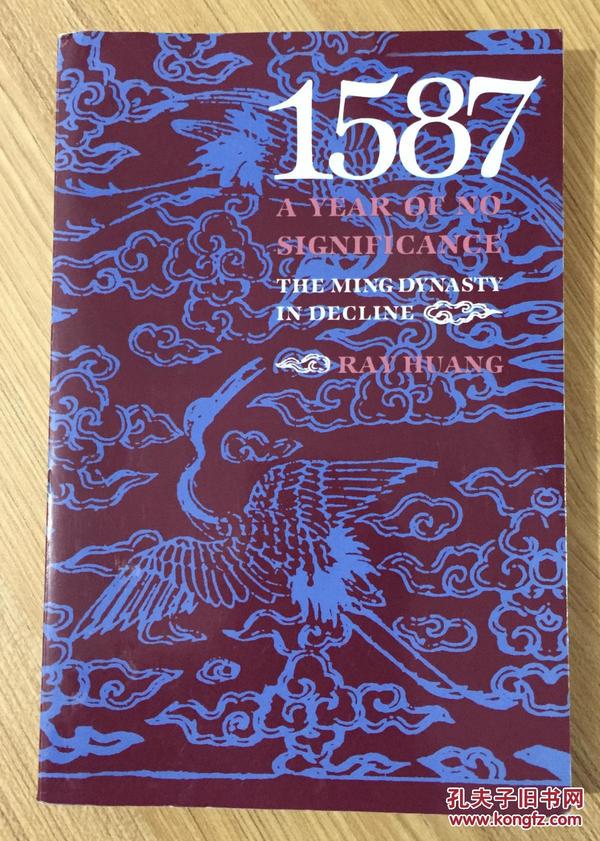 1587
A YEAR OF NO
SIGNIFICANCE
THE MING DYNASTY
IN DECLINE
RAY HUANG
孔夫子旧书网
www.kongfz.com